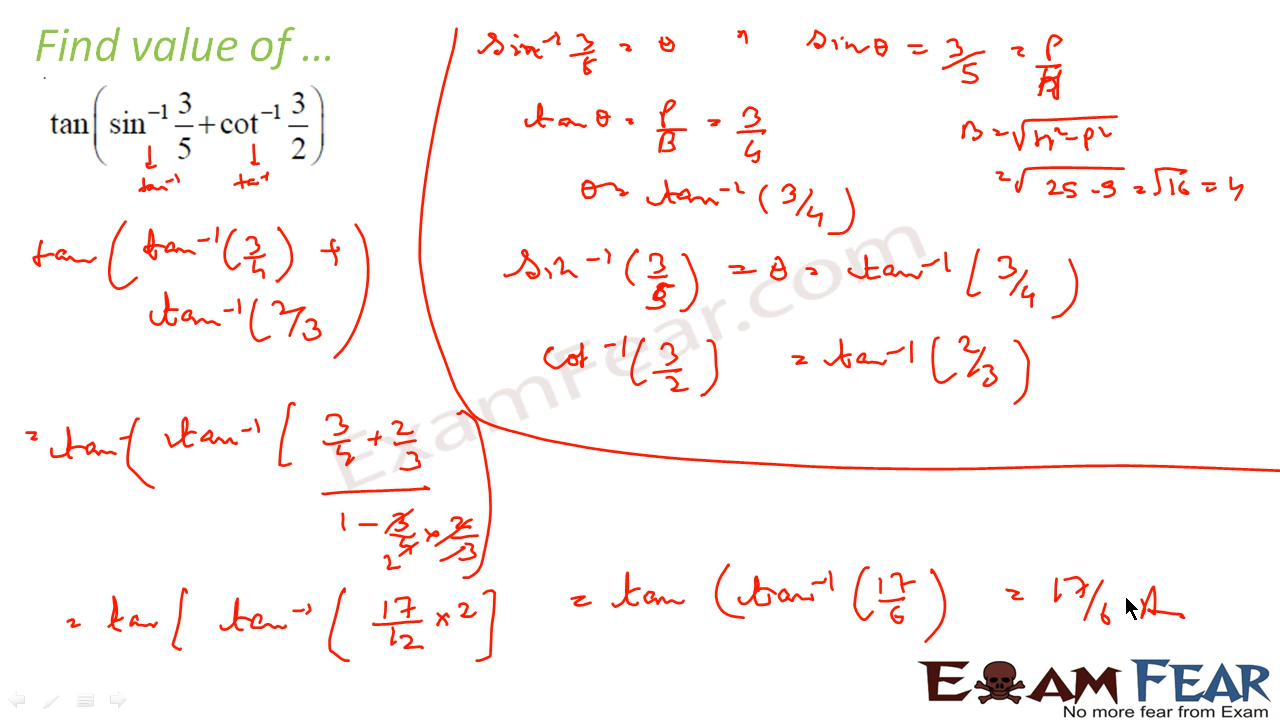 Find value of ...
tan(sin⁻¹ 3/5 + cot⁻¹ 3/2)
tan⁻¹ tan⁻¹
tan( tan⁻¹(3/4) +
tan⁻¹(2/3 )
= tan( tan⁻¹[ 3/4 + 2/3
1 - 3/4 × 2/3 )
2
= tan[ tan⁻¹( 17/12 × 2 ]
sin⁻¹ 3/5 = θ , sinθ = 3/5 = P/H
tanθ = P/B = 3/4
B = √H² - P²
= √25 - 9 = √16 = 4
θ = tan⁻¹(3/4)
sin⁻¹(3/5) = θ = tan⁻¹(3/4)
cot⁻¹(3/2) = tan⁻¹(2/3)
= tan (tan⁻¹(17/6) = 17/6 Ans
ExamFear.com
EXAM FEAR
No more fear from Exam